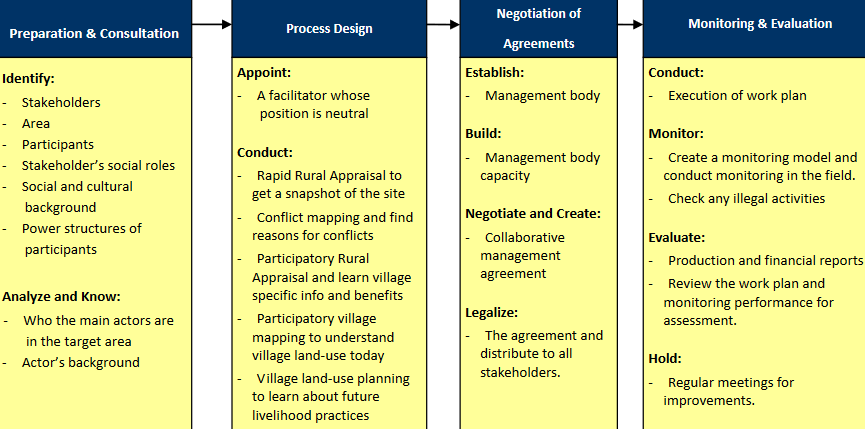 Preparation & Consultation
Identify:
- Stakeholders
- Area
- Participants
- Stakeholder's social roles
- Social and cultural
background
- Power structures of
participants
Analyze and Know:
- Who the main actors are
in the target area
- Actor's background
Process Design
Appoint:
- A facilitator whose
position is neutral
Conduct:
- Rapid Rural Appraisal to
get a snapshot of the site
- Conflict mapping and find
reasons for conflicts
- Participatory Rural
Appraisal and learn village
specific info and benefits
- Participatory village
mapping to understand
village land-use today
- Village land-use planning
to learn about future
livelihood practices
Negotiation of
Agreements
Establish:
- Management body
Build:
- Management body
capacity
Negotiate and Create:
- Collaborative
management
agreement
Legalize:
- The agreement and
distribute to all
stakeholders.
Monitoring & Evaluation
Conduct:
- Execution of work plan
Monitor:
- Create a monitoring model and
conduct monitoring in the field.
- Check any illegal activities
Evaluate:
- Production and financial reports
- Review the work plan and
monitoring performance for
assessment.
Hold:
- Regular meetings for
improvements.